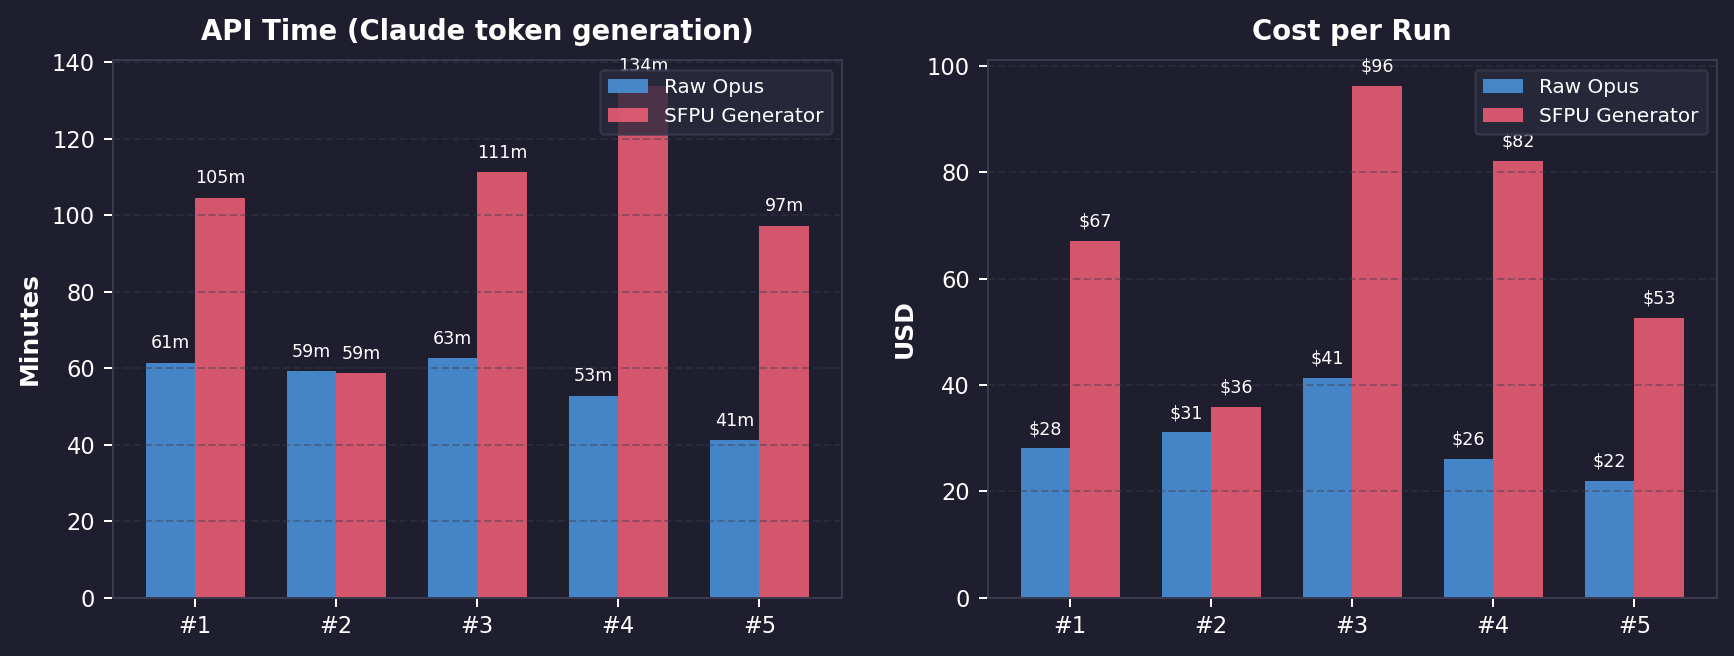 API Time (Claude token generation)
Minutes
140
120
100
80
60
40
20
0
Raw Opus
SFPU Generator
61m
105m
59m
59m
63m
111m
53m
134m
41m
97m
#1
#2
#3
#4
#5
Cost per Run
USD
100
80
60
40
20
0
Raw Opus
SFPU Generator
$28
$67
$31
$36
$41
$96
$26
$82
$22
$53
#1
#2
#3
#4
#5